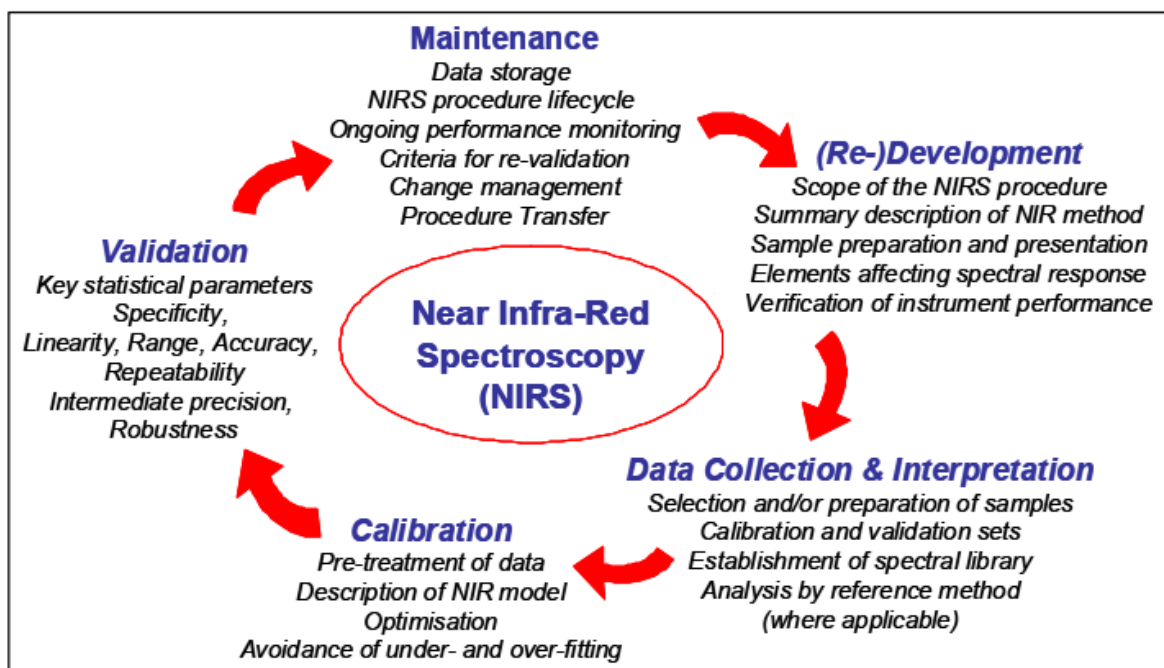 Maintenance
Data storage
NIRS procedure lifecycle
Ongoing performance monitoring
Criteria for re-validation
Change management
Procedure Transfer
(Re-)Development
Scope of the NIRS procedure
Summary description of NIR method
Sample preparation and presentation
Elements affecting spectral response
Verification of instrument performance
Data Collection & Interpretation
Selection and/or preparation of samples
Calibration and validation sets
Establishment of spectral library
Analysis by reference method
(where applicable)
Calibration
Pre-treatment of data
Description of NIR model
Optimisation
Avoidance of under- and over-fitting
Validation
Key statistical parameters
Specificity,
Linearity, Range, Accuracy,
Repeatability
Intermediate precision,
Robustness
Near Infra-Red
Spectroscopy
(NIRS)